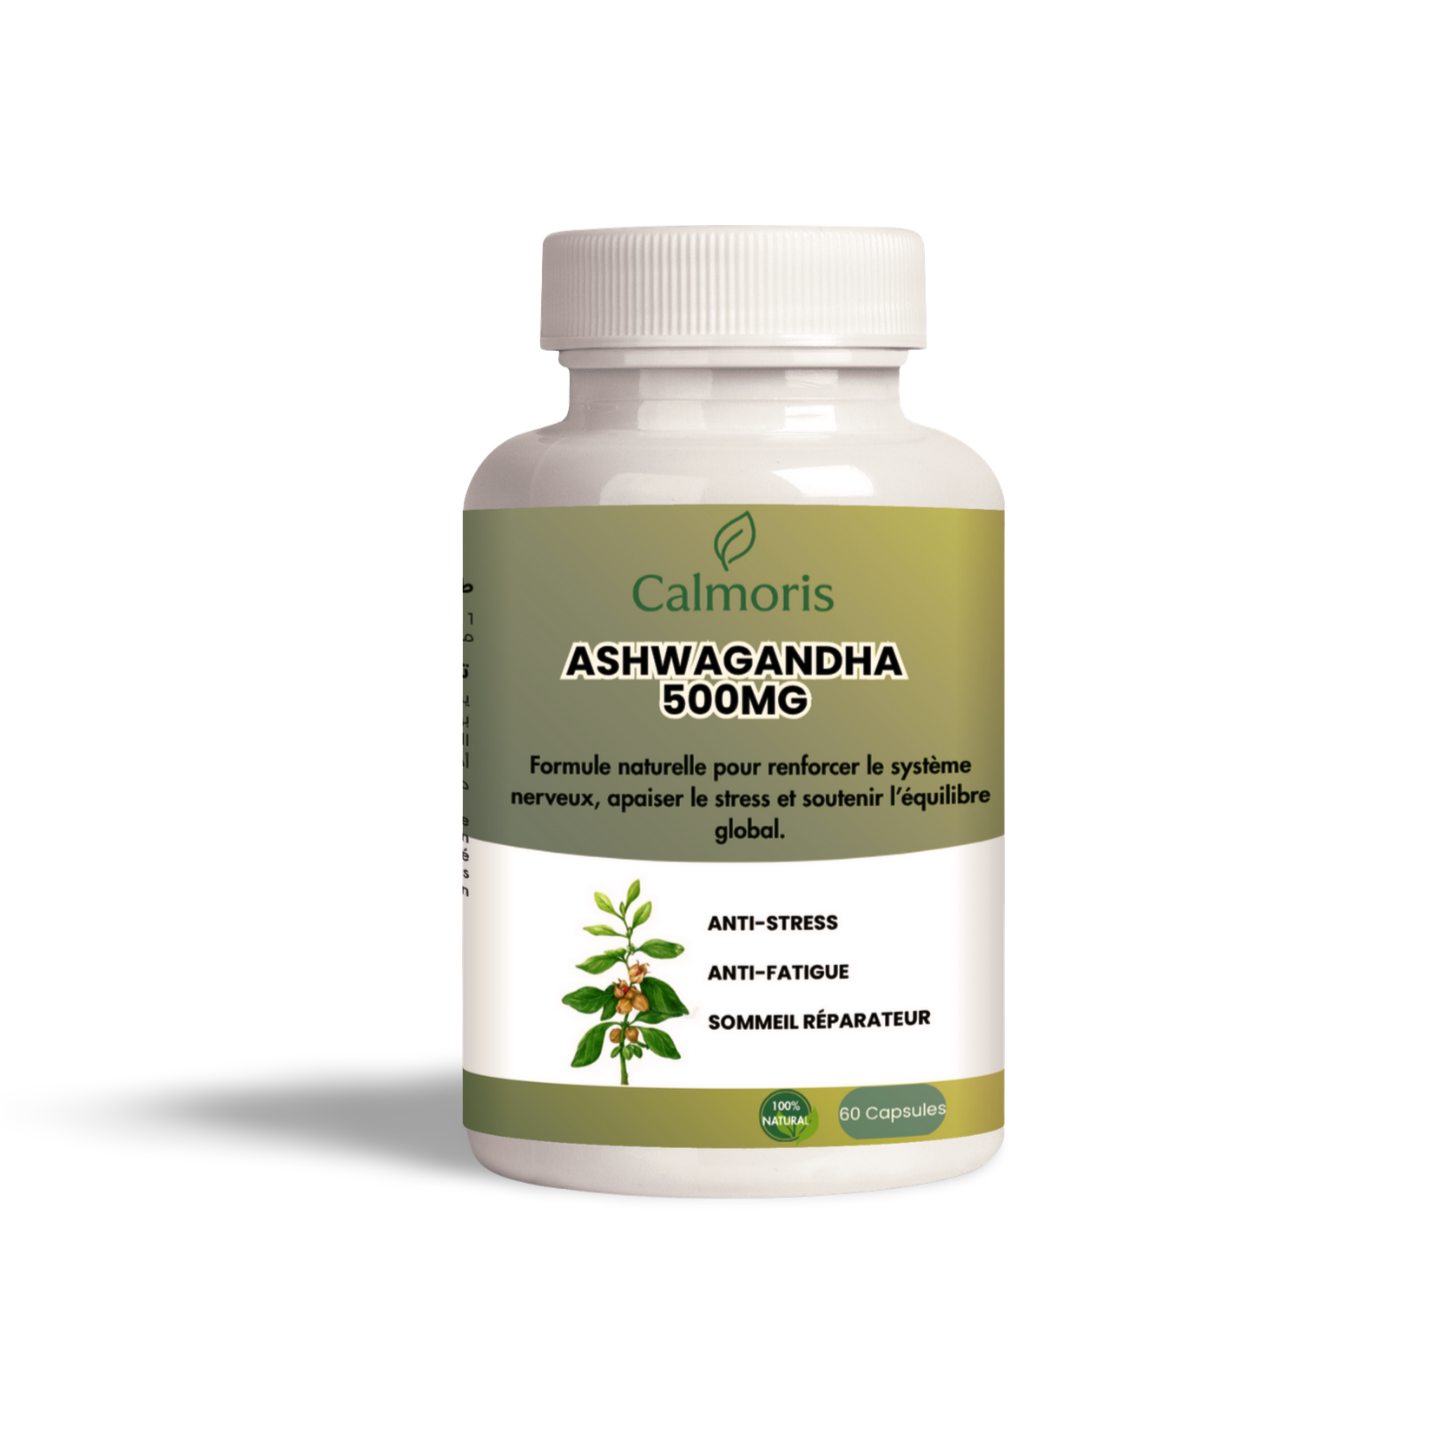 Calmoris
ASHWAGANDHA
500MG
Formule naturelle pour renforcer le système
nerveux, apaiser le stress et soutenir l'équilibre
global.
ANTI-STRESS
ANTI-FATIGUE
SOMMEIL RÉPARATEUR
100%
NATURAL
60 Capsules